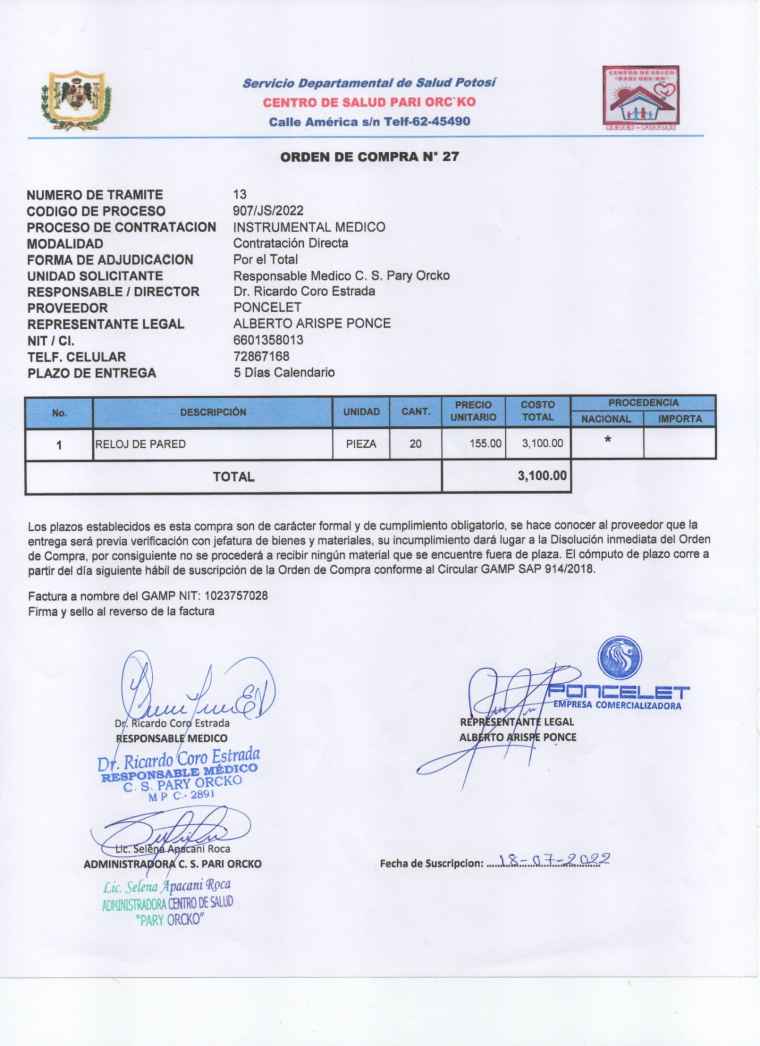 Servicio Departamental de Salud Potosí
CENTRO DE SALUD PARI ORC´KO
Calle América s/n Telf-62-45490
CENTRO DE SALUD
ORDEN DE COMPRA N° 27
NUMERO DE TRAMITE 13
CODIGO DE PROCESO 907/JS/2022
PROCESO DE CONTRATACION INSTRUMENTAL MEDICO
MODALIDAD Contratación Directa
FORMA DE ADJUDICACION Por el Total
UNIDAD SOLICITANTE Responsable Medico C. S. Pary Orcko
RESPONSABLE / DIRECTOR Dr. Ricardo Coro Estrada
PROVEEDOR PONCELET
REPRESENTANTE LEGAL ALBERTO ARISPE PONCE
NIT / CI. 6601358013
TELF. CELULAR 72867168
PLAZO DE ENTREGA 5 Días Calendario
No. DESCRIPCIÓN UNIDAD CANT. PRECIO UNITARIO COSTO TOTAL PROCEDENCIA
NACIONAL IMPORTA
1 RELOJ DE PARED PIEZA 20 155.00 3,100.00 *
TOTAL 3,100.00
Los plazos establecidos es esta compra son de carácter formal y de cumplimiento obligatorio, se hace conocer al proveedor que la
entrega será previa verificación con jefatura de bienes y materiales, su incumplimiento dará lugar a la Disolución inmediata del Orden
de Compra, por consiguiente no se procederá a recibir ningún material que se encuentre fuera de plaza. El cómputo de plazo corre a
partir del día siguiente hábil de suscripción de la Orden de Compra conforme al Circular GAMP SAP 914/2018.
Factura a nombre del GAMP NIT: 1023757028
Firma y sello al reverso de la factura
PONCELET
EMPRESA COMERCIALIZADORA
Dr. Ricardo Coro Estrada
RESPONSABLE MEDICO
REPRESENTANTE LEGAL
ALBERTO ARISPE PONCE
Dr. Ricardo Coro Estrada
RESPONSABLE MÉDICO
C. S. PARY ORCKO
M P C - 2891
Lic. Selena Apacani Roca
ADMINISTRADORA C. S. PARI ORCKO
Fecha de Suscripcion: 18-07-2022
Lic. Selena Apacani Roca
ADMINISTRADORA CENTRO DE SALUD
"PARY ORCKO"